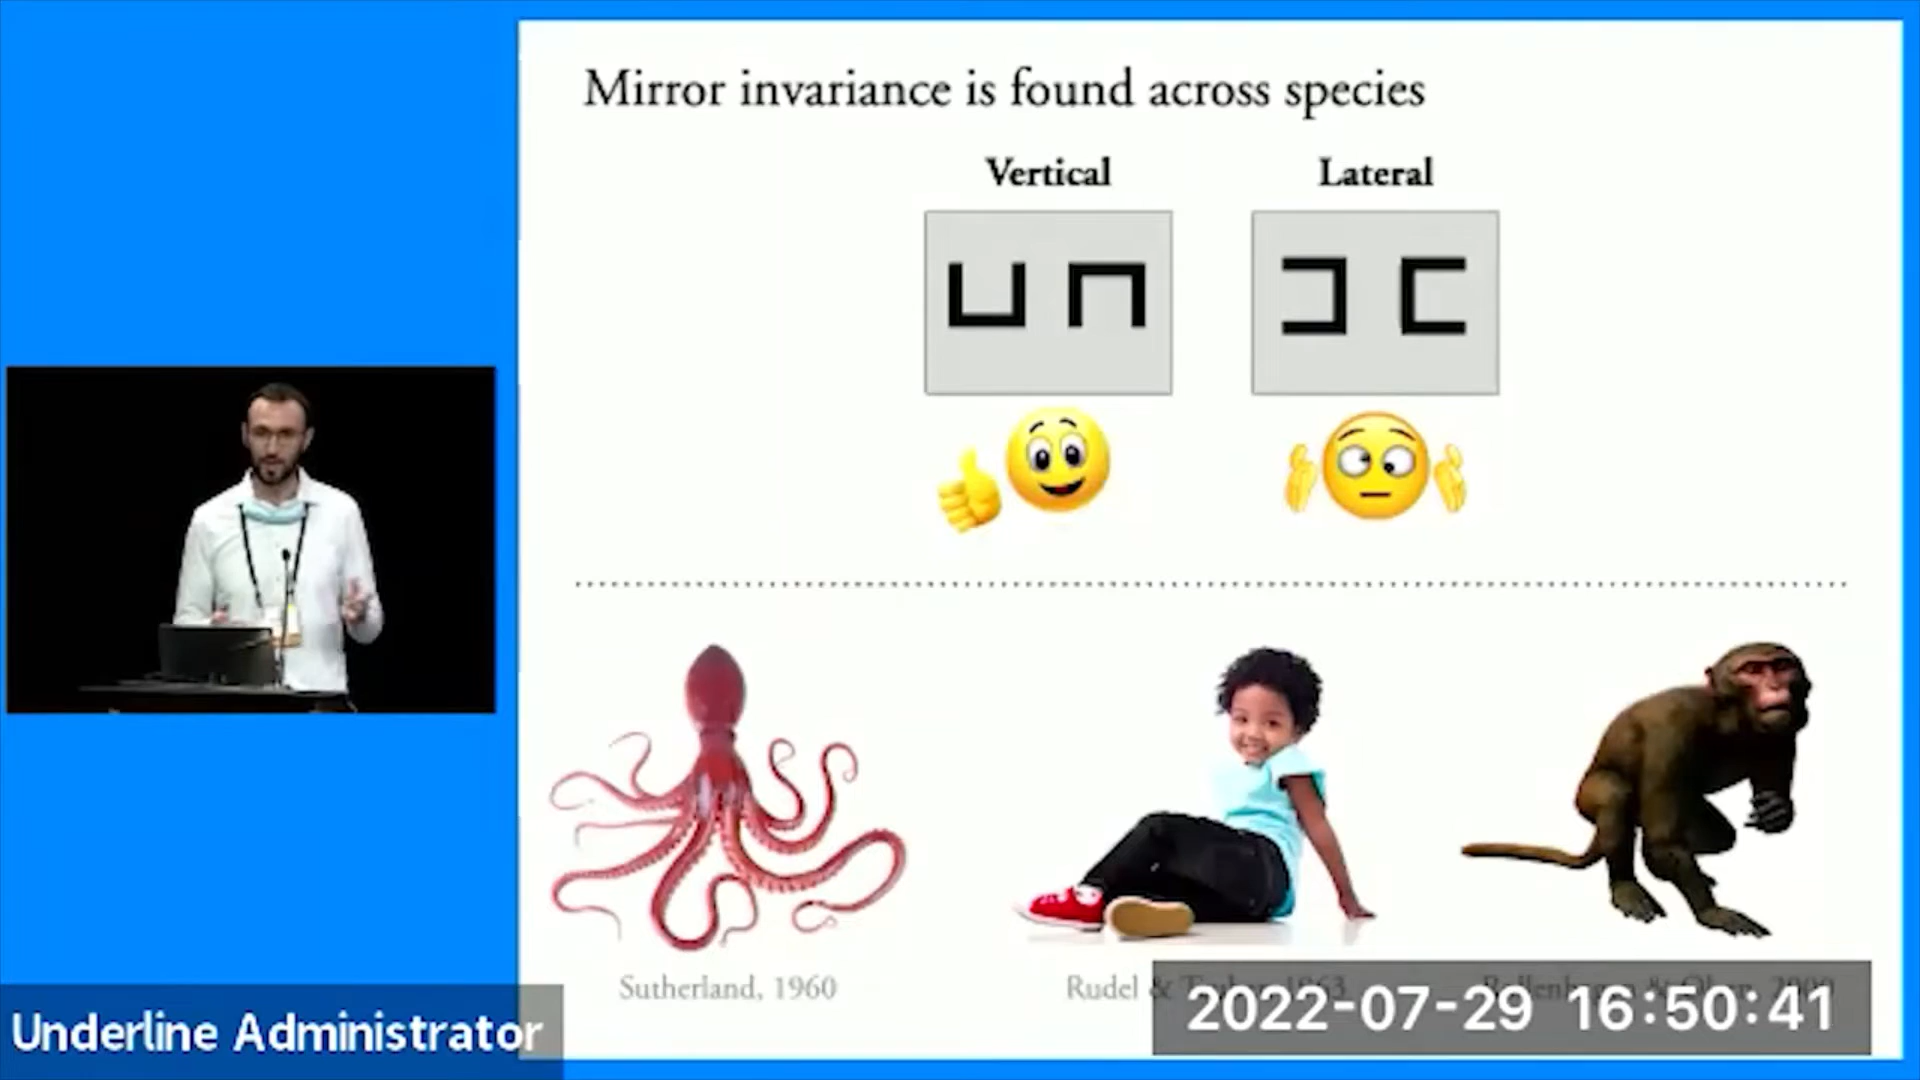 Mirror invariance is found across species
Vertical
Lateral
Sutherland, 1960
Rudel &
2022-07-29 16:50:41
Underline Administrator